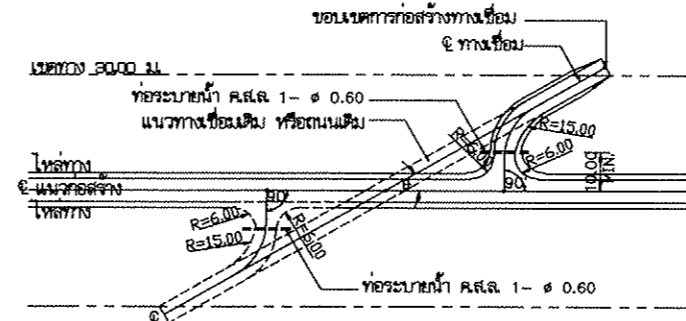 ขอบเขตการก่อสร้างทางเชื่อม
℄ ทางเชื่อม
เขตทาง 30.00 ม.
ท่อระบายน้ำ ค.ส.ล. 1- ø 0.60
แนวทางเชื่อมเดิม หรือถนนเดิม
R=15.00
R=6.00
R=6.00
ไหล่ทาง
℄ แนวก่อสร้าง
ไหล่ทาง
90
90
10.00
MIN.
R=6.00
R=15.00
R=6.00
ท่อระบายน้ำ ค.ส.ล. 1- ø 0.60
℄